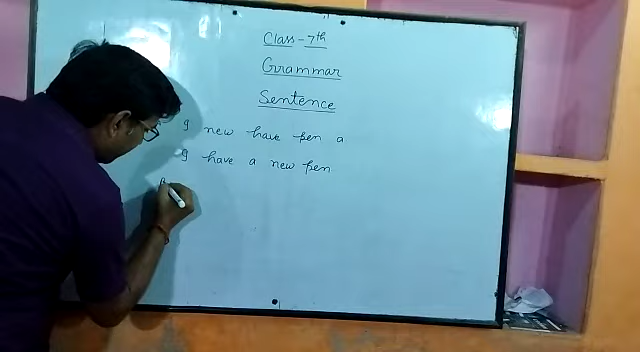 Class - 7th
Grammar
Sentence
I new have pen a
I have a new pen